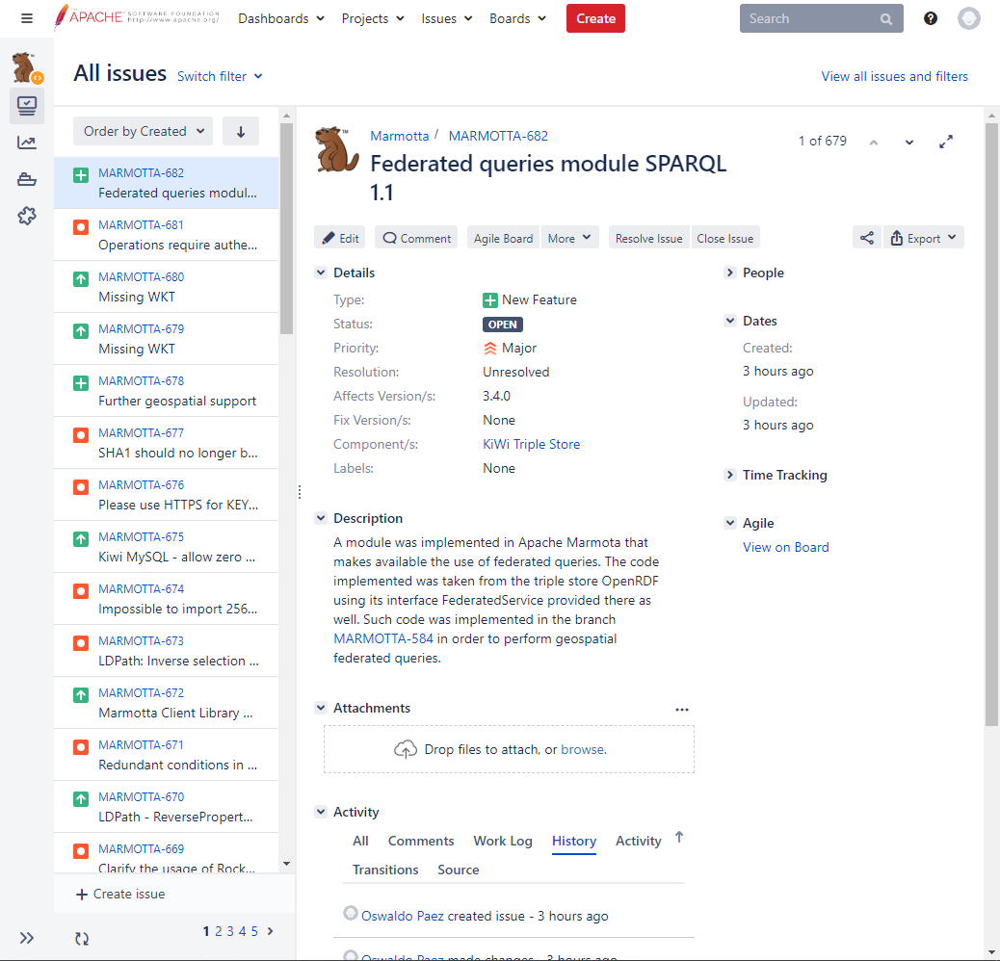 APACHE SOFTWARE FOUNDATION
http://www.apache.org/
Dashboards
Projects
Issues
Boards
Create
Search
All issues
Switch filter
View all issues and filters
Order by Created
MARMOTTA-682
Federated queries modul...
MARMOTTA-681
Operations require authe...
MARMOTTA-680
Missing WKT
MARMOTTA-679
Missing WKT
MARMOTTA-678
Further geospatial support
MARMOTTA-677
SHA1 should no longer b...
MARMOTTA-676
Please use HTTPS for KEY...
MARMOTTA-675
Kiwi MySQL - allow zero ...
MARMOTTA-674
Impossible to import 256...
MARMOTTA-673
LDPath: Inverse selection ...
MARMOTTA-672
Marmotta Client Library ...
MARMOTTA-671
Redundant conditions in ...
MARMOTTA-670
LDPath - ReversePropert...
MARMOTTA-669
Clarify the usage of Rock...
+ Create issue
1 2 3 4 5
Marmotta / MARMOTTA-682
1 of 679
Federated queries module SPARQL
1.1
Edit
Comment
Agile Board
More
Resolve Issue
Close Issue
Export
Details
Type: New Feature
Status: OPEN
Priority: Major
Resolution: Unresolved
Affects Version/s: 3.4.0
Fix Version/s: None
Component/s: KiWi Triple Store
Labels: None
Description
A module was implemented in Apache Marmota that
makes available the use of federated queries. The code
implemented was taken from the triple store OpenRDF
using its interface FederatedService provided there as
well. Such code was implemented in the branch
MARMOTTA-584 in order to perform geospatial
federated queries.
Attachments
Drop files to attach, or browse.
Activity
All
Comments
Work Log
History
Activity
Transitions
Source
Oswaldo Paez created issue - 3 hours ago
Oswaldo Paez made changes - 3 hours ago
People
Dates
Created:
3 hours ago
Updated:
3 hours ago
Time Tracking
Agile
View on Board